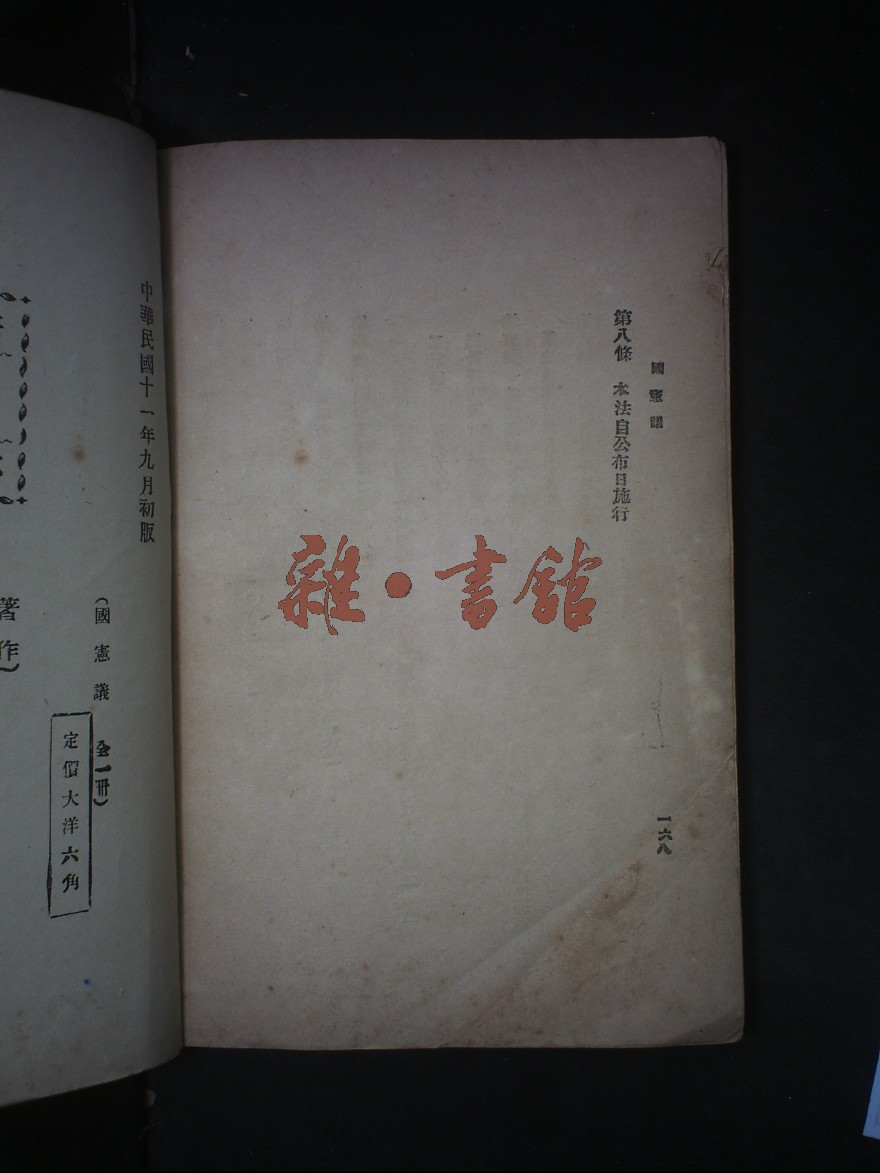 國憲議
第八條　本法自公布日施行
一六八
雜·書館
中華民國十一年九月初版
(國憲議　全一冊)
定價大洋六角
著作)